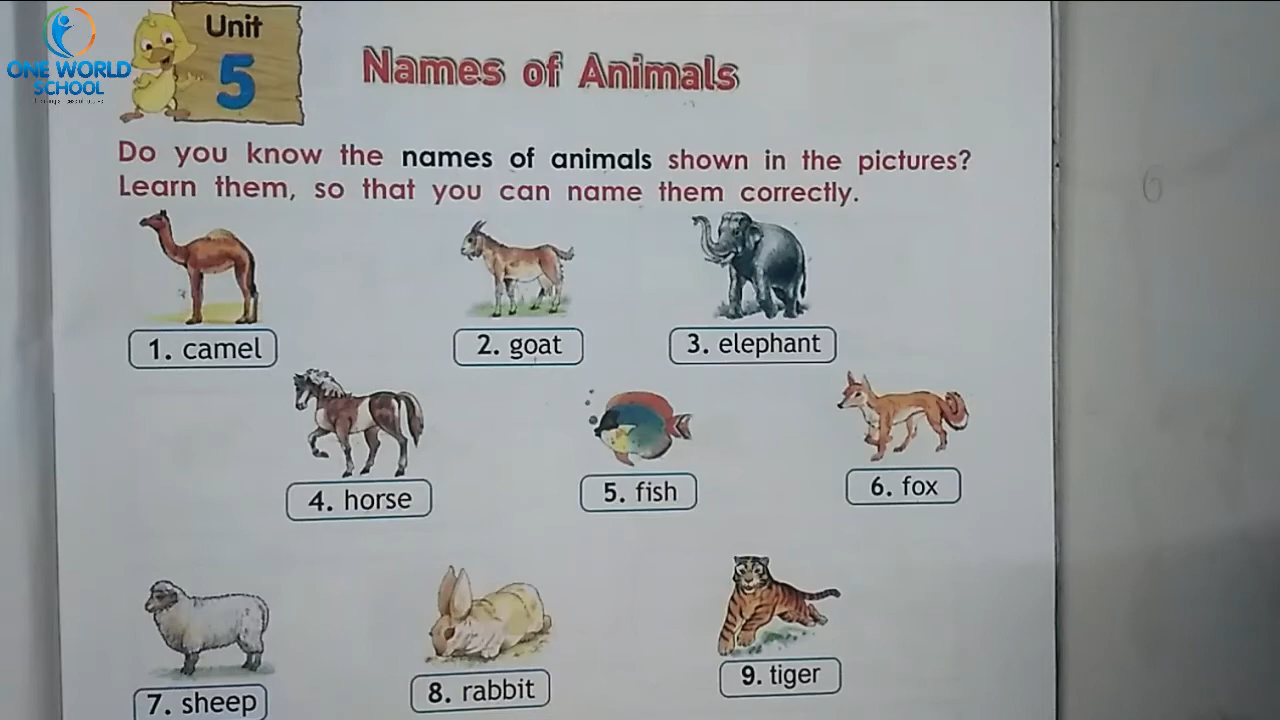 ONE WORLD
SCHOOL
Unit
5
Names of Animals
Do you know the names of animals shown in the pictures?
Learn them, so that you can name them correctly.
1. camel
2. goat
3. elephant
4. horse
5. fish
6. fox
7. sheep
8. rabbit
9. tiger
6